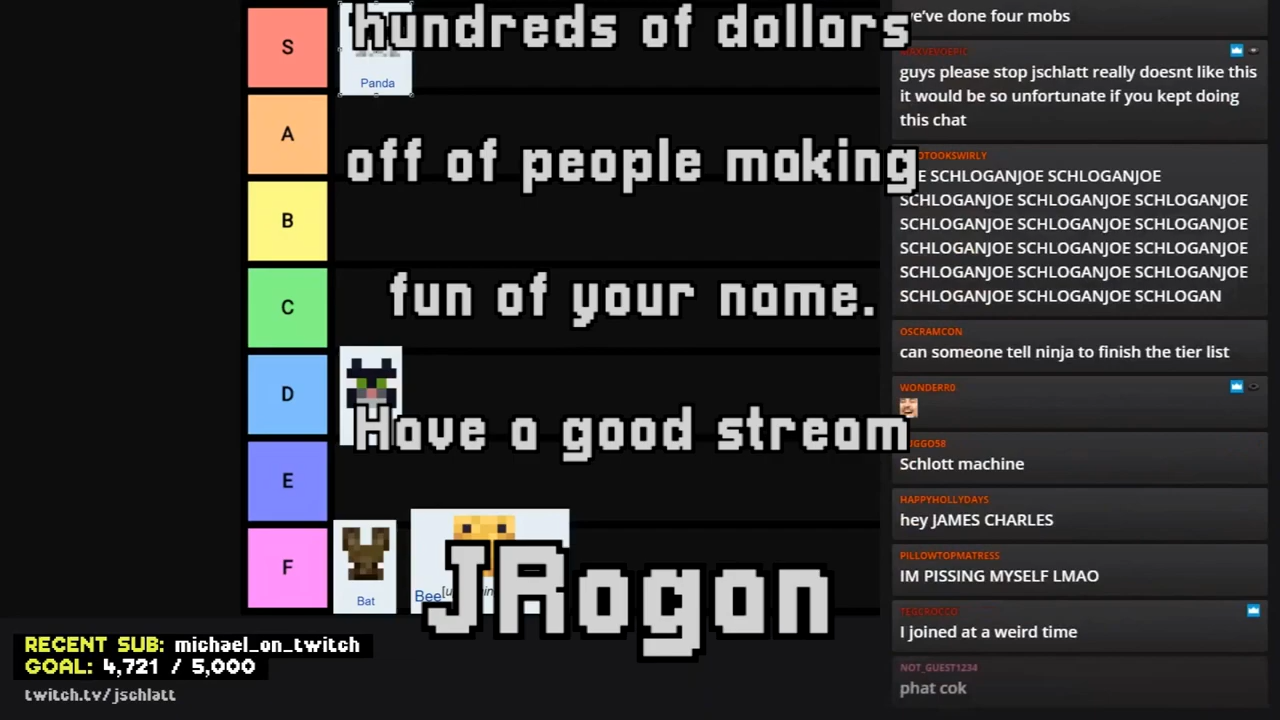 hundreds of dollars
off of people making
fun of your name.
Have a good stream
JRogan
S
Panda
A
B
C
D
E
F
Bat
Bee
RECENT SUB: michael_on_twitch
GOAL: 4,721 / 5,000
twitch.tv/jschlatt
we've done four mobs
guys please stop jschlatt really doesnt like this
it would be so unfortunate if you kept doing
this chat
SCHLOGANJOE SCHLOGANJOE
SCHLOGANJOE SCHLOGANJOE SCHLOGANJOE
SCHLOGANJOE SCHLOGANJOE SCHLOGANJOE
SCHLOGANJOE SCHLOGANJOE SCHLOGANJOE
SCHLOGANJOE SCHLOGANJOE SCHLOGANJOE
SCHLOGANJOE SCHLOGANJOE SCHLOGAN
OSCRAMCON
can someone tell ninja to finish the tier list
WONDERR0
Schlott machine
HAPPYHOLLYDAYS
hey JAMES CHARLES
PILLOWTOPMATRESS
IM PISSING MYSELF LMAO
TEGCROCCO
I joined at a weird time
NOT_GUEST1234
phat cok